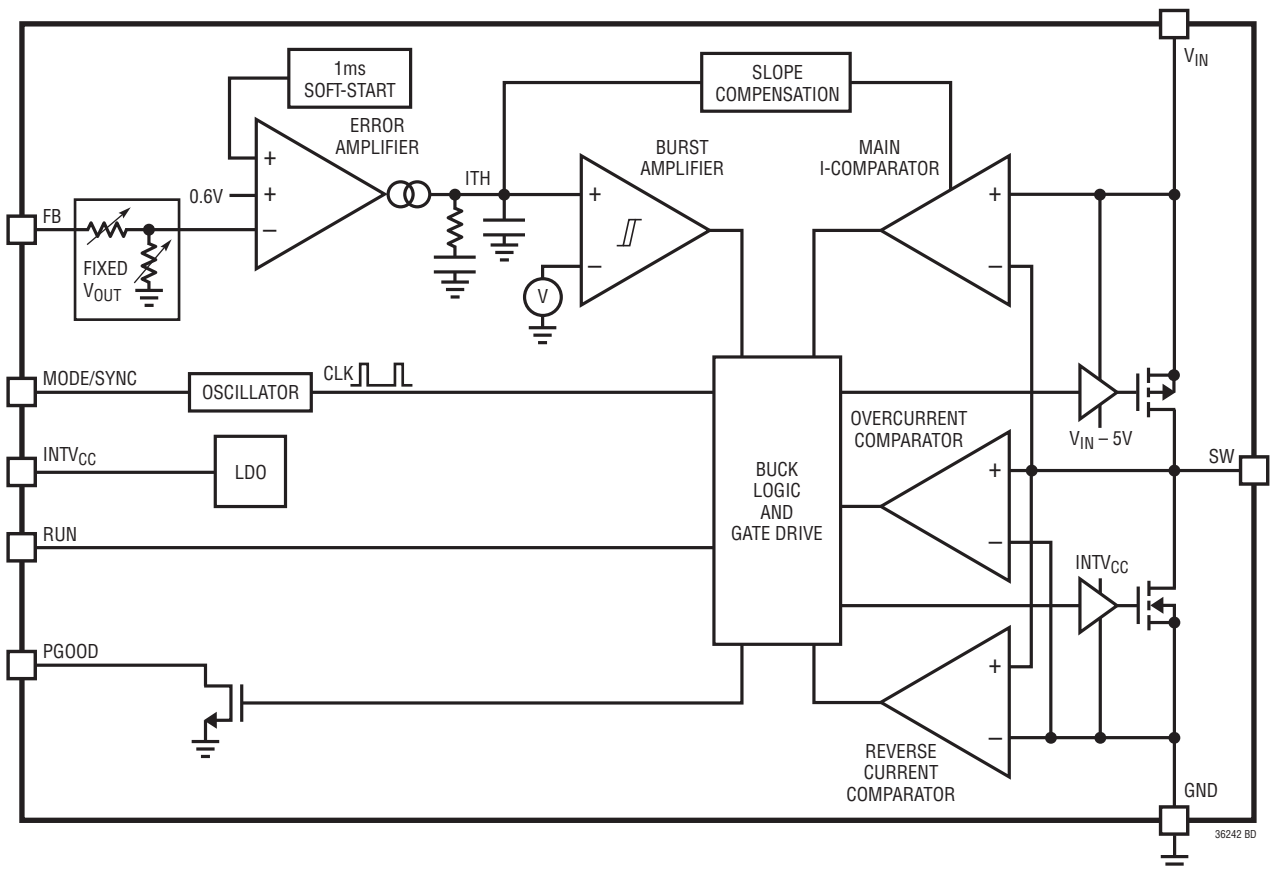 V_IN
1ms
SOFT-START
SLOPE
COMPENSATION
ERROR
AMPLIFIER
BURST
AMPLIFIER
MAIN
I-COMPARATOR
ITH
+
+
–
0.6V
+
–
+
–
FB
FIXED
V_OUT
V
MODE/SYNC
OSCILLATOR
CLK
OVERCURRENT
COMPARATOR
V_IN – 5V
INTV_CC
LDO
BUCK
LOGIC
AND
GATE DRIVE
+
–
SW
RUN
INTV_CC
PGOOD
+
–
REVERSE
CURRENT
COMPARATOR
GND
36242 BD